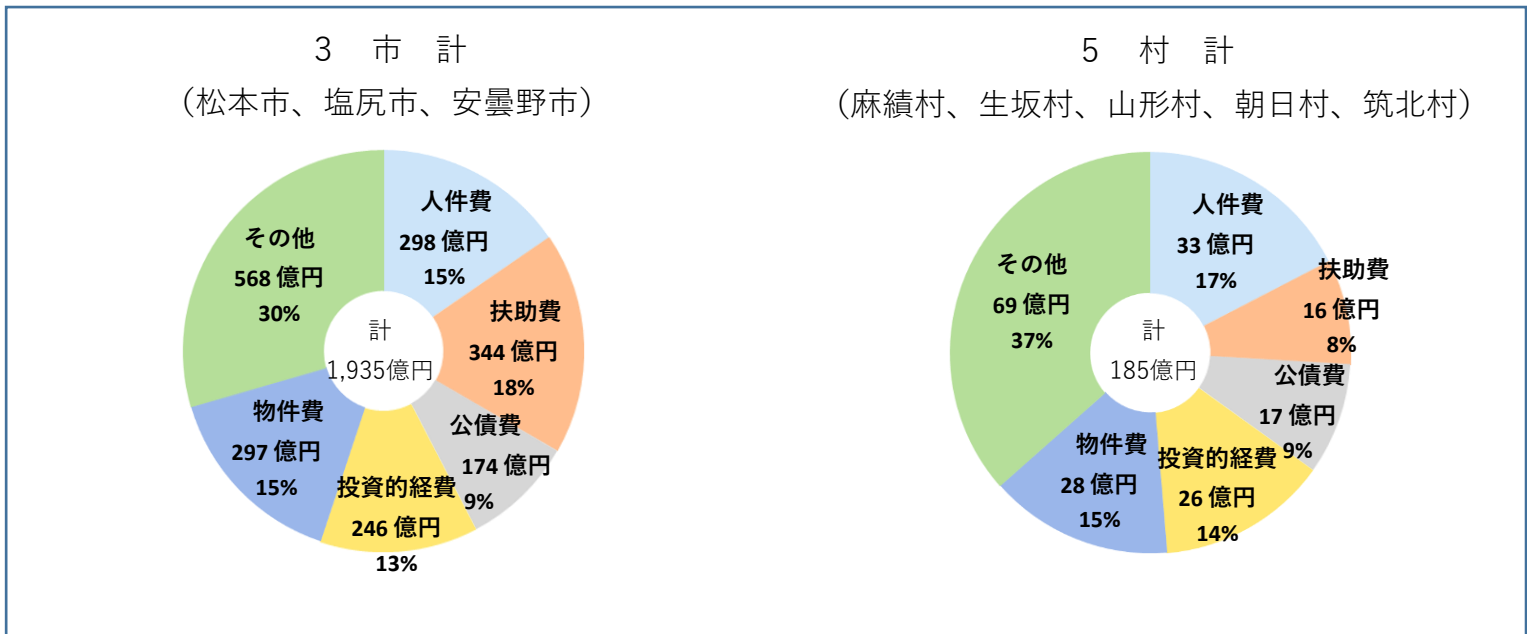 3 市 計
(松本市、塩尻市、安曇野市)
人件費
298 億円
15%
扶助費
344 億円
18%
公債費
174 億円
9%
投資的経費
246 億円
13%
物件費
297 億円
15%
その他
568 億円
30%
計
1,935億円
5 村 計
(麻績村、生坂村、山形村、朝日村、筑北村)
人件費
33 億円
17%
扶助費
16 億円
8%
公債費
17 億円
9%
投資的経費
26 億円
14%
物件費
28 億円
15%
その他
69 億円
37%
計
185億円